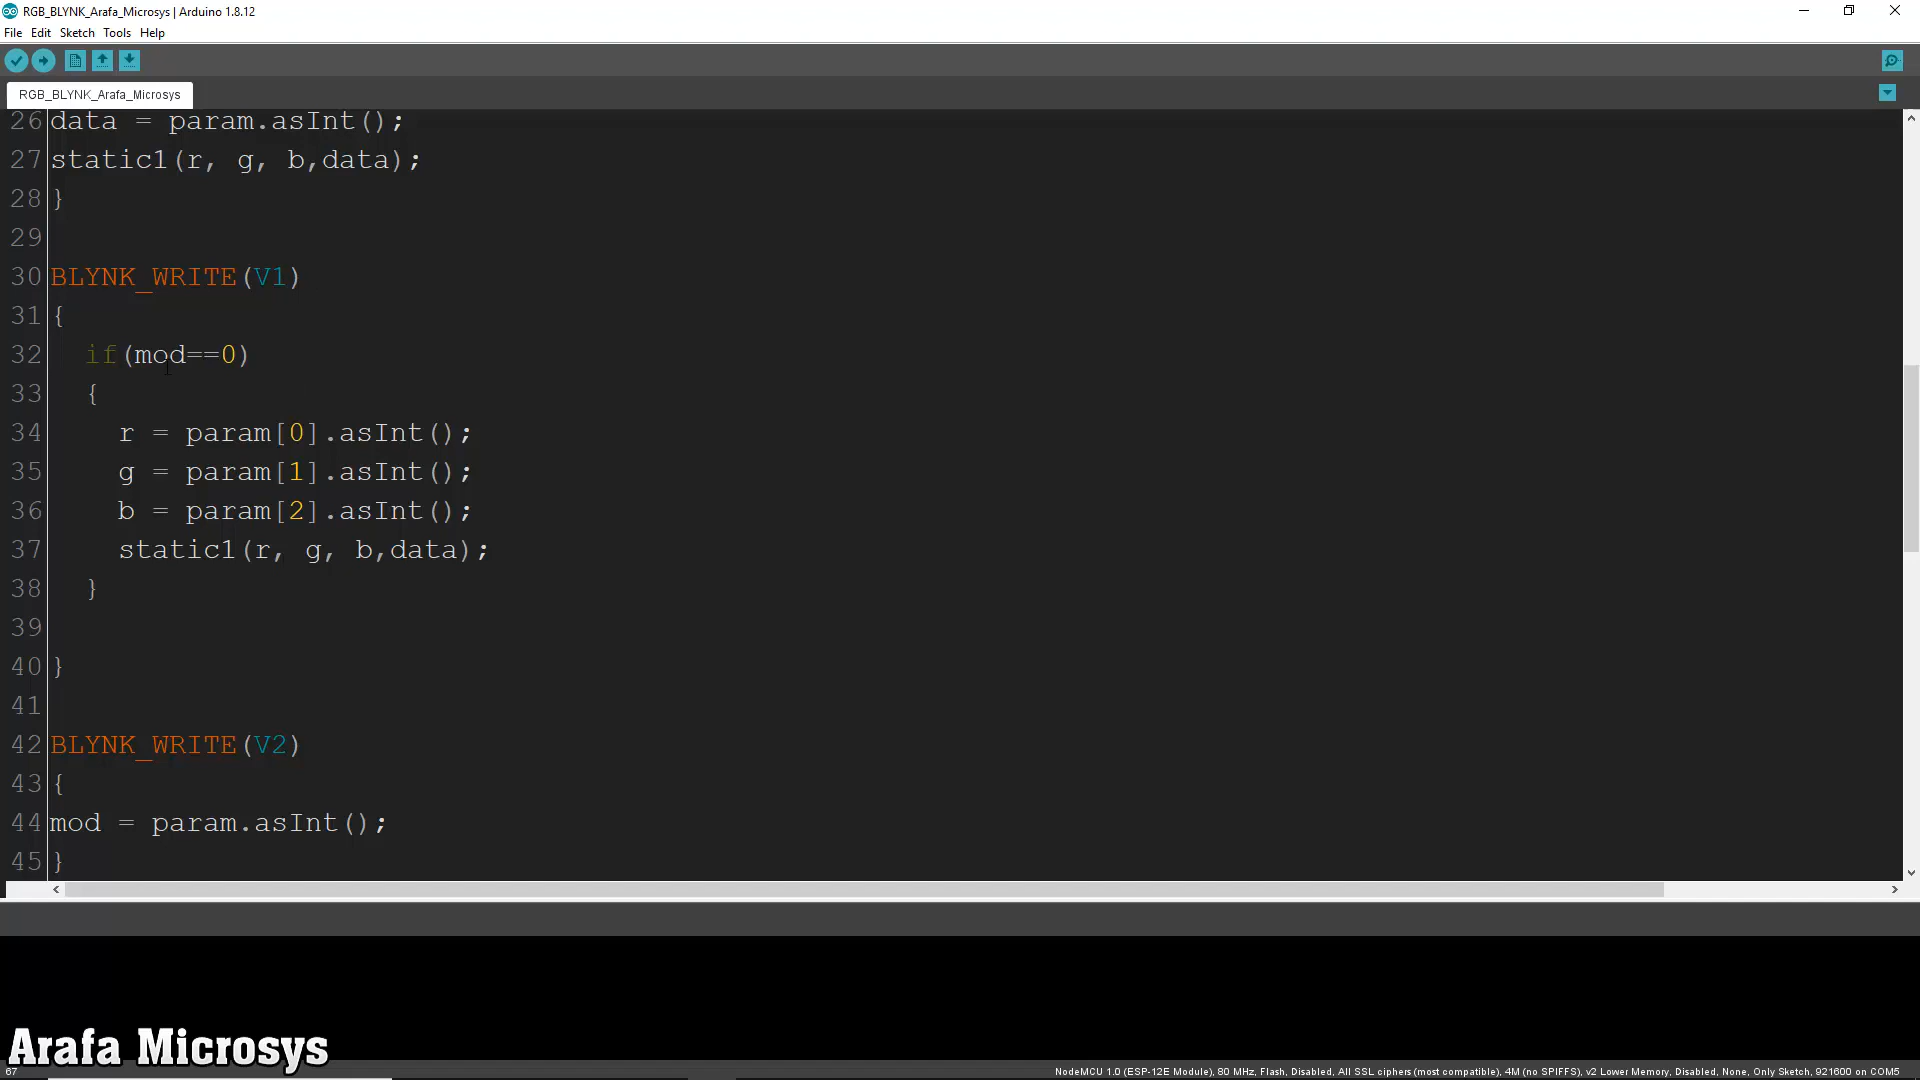 RGB_BLYNK_Arafa_Microsys | Arduino 1.8.12
File Edit Sketch Tools Help
RGB_BLYNK_Arafa_Microsys
26 data = param.asInt();
27 static1(r, g, b,data);
28 }
29
30 BLYNK_WRITE(V1)
31 {
32 if(mod==0)
33 {
34 r = param[0].asInt();
35 g = param[1].asInt();
36 b = param[2].asInt();
37 static1(r, g, b,data);
38 }
39
40 }
41
42 BLYNK_WRITE(V2)
43 {
44 mod = param.asInt();
45 }
Arafa Microsys
67 NodeMCU 1.0 (ESP-12E Module), 80 MHz, Flash, Disabled, All SSL ciphers (most compatible), 4M (no SPIFFS), v2 Lower Memory, Disabled, None, Only Sketch, 921600 on COM5